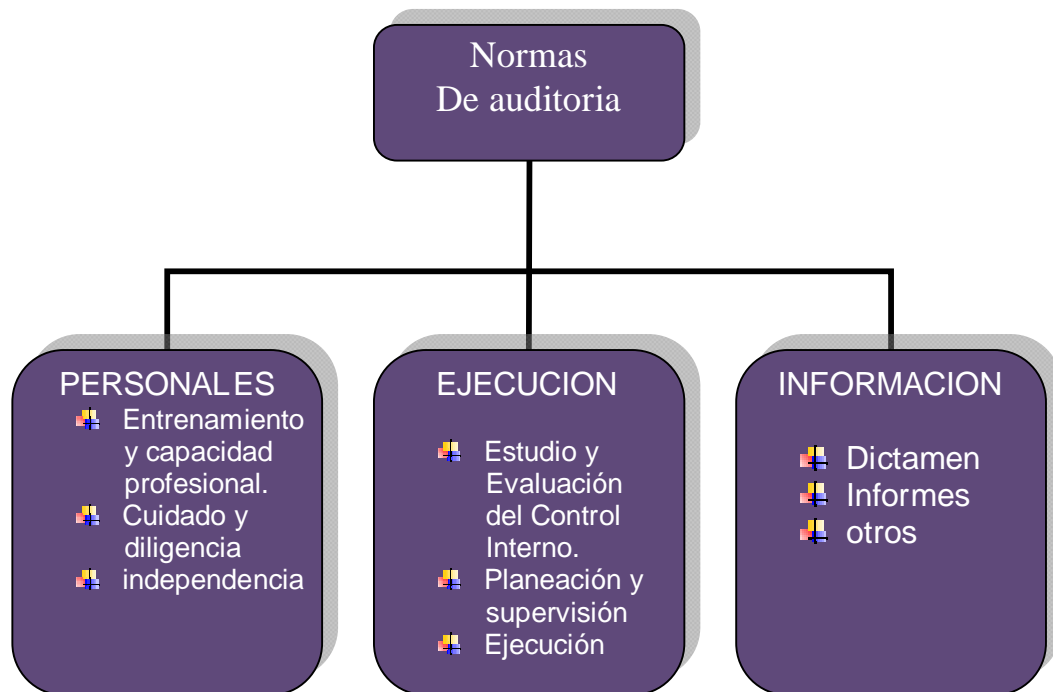 Normas
De auditoria
PERSONALES
Entrenamiento
y capacidad
profesional.
Cuidado y
diligencia
independencia
EJECUCION
Estudio y
Evaluación
del Control
Interno.
Planeación y
supervisión
Ejecución
INFORMACION
Dictamen
Informes
otros